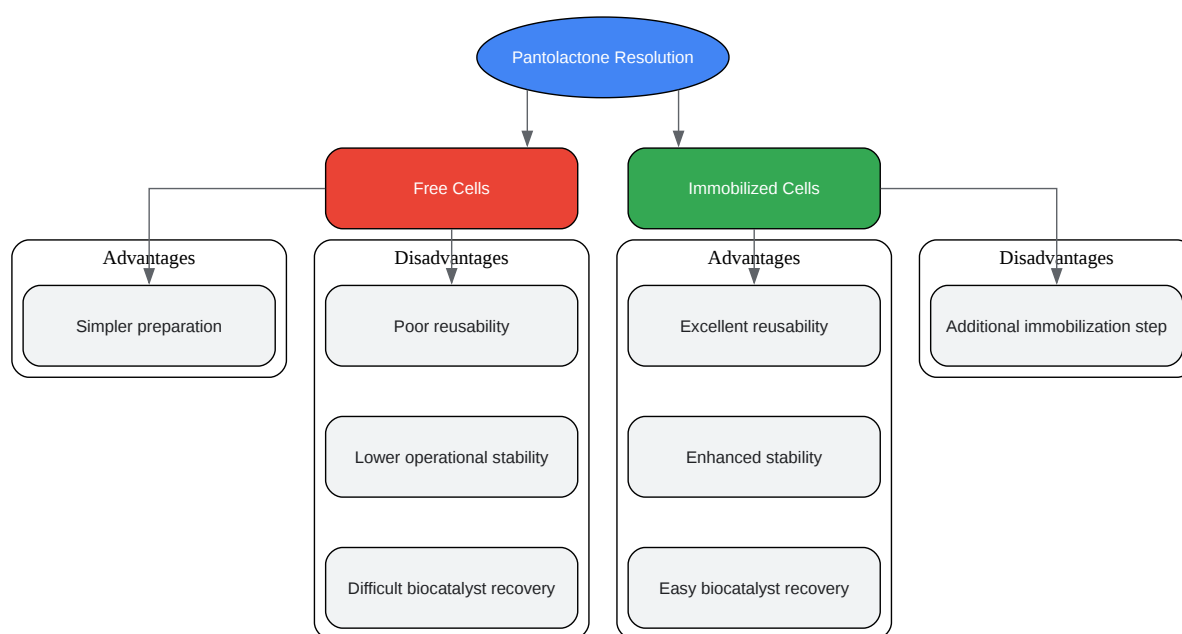 Pantolactone Resolution
Free Cells
Immobilized Cells
Advantages
Disadvantages
Advantages
Disadvantages
Simpler preparation
Poor reusability
Excellent reusability
Additional immobilization step
Lower operational stability
Enhanced stability
Difficult biocatalyst recovery
Easy biocatalyst recovery